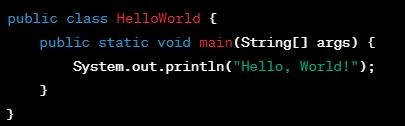 public class HelloWorld {
    public static void main(String[] args) {
        System.out.println("Hello, World!");
    }
}